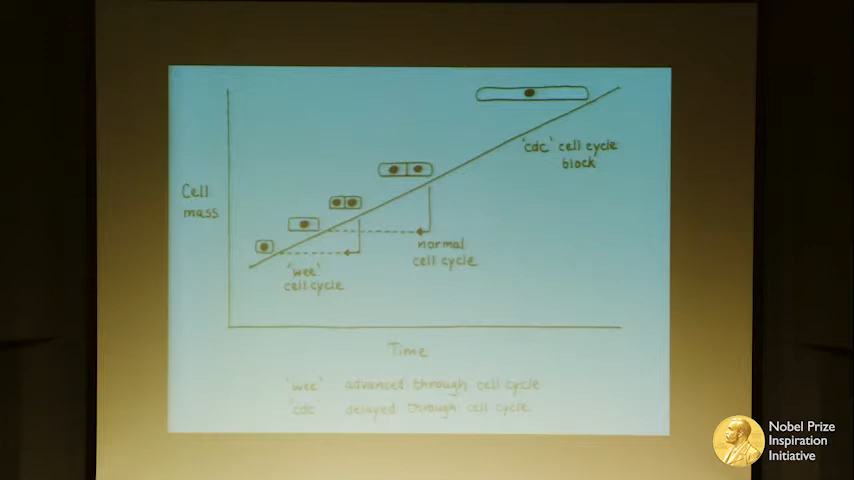 'cdc' cell cycle
block
Cell
mass
normal
cell cycle
'wee'
cell cycle
Time
'wee' advanced through cell cycle
'cdc' delayed through cell cycle
Nobel Prize
Inspiration
Initiative